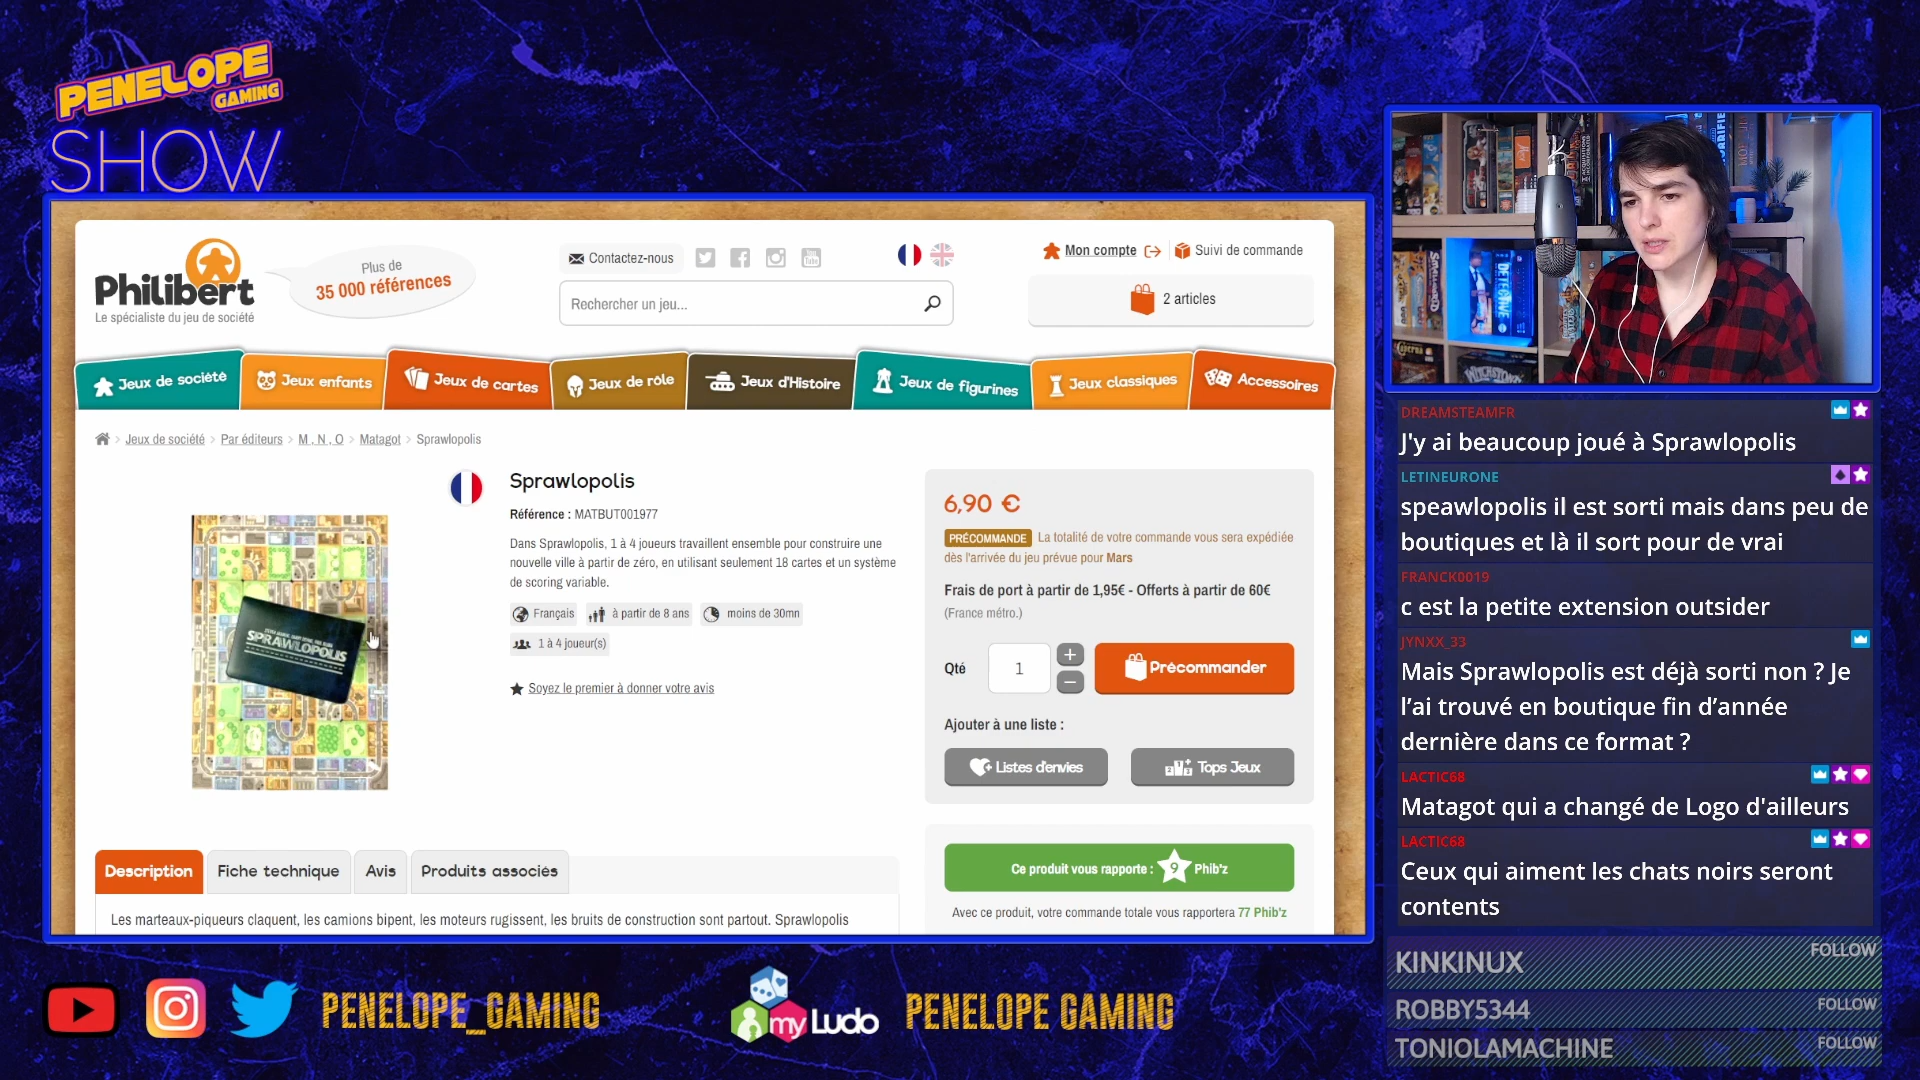 PENELOPE
GAMING
SHOW
Philibert
Le spécialiste du jeu de société
Plus de
35 000 références
Contactez-nous
Rechercher un jeu...
Mon compte
Suivi de commande
2 articles
Jeux de société
Jeux enfants
Jeux de cartes
Jeux de rôle
Jeux d'Histoire
Jeux de figurines
Jeux classiques
Accessoires
> Jeux de société > Par éditeurs > M , N , O > Matagot > Sprawlopolis
SPRAWLOPOLIS
Sprawlopolis
Référence : MATBUT001977
Dans Sprawlopolis, 1 à 4 joueurs travaillent ensemble pour construire une
nouvelle ville à partir de zéro, en utilisant seulement 18 cartes et un système
de scoring variable.
Français
à partir de 8 ans
moins de 30mn
1 à 4 joueur(s)
Soyez le premier à donner votre avis
6,90 €
PRÉCOMMANDE La totalité de votre commande vous sera expédiée
dès l'arrivée du jeu prévue pour Mars
Frais de port à partir de 1,95€ - Offerts à partir de 60€
(France métro.)
Qté
1
+
−
Précommander
Ajouter à une liste :
Listes d'envies
Tops Jeux
Ce produit vous rapporte : 9 Phib'z
Avec ce produit, votre commande totale vous rapportera 77 Phib'z
Description
Fiche technique
Avis
Produits associés
Les marteaux-piqueurs claquent, les camions bipent, les moteurs rugissent, les bruits de construction sont partout. Sprawlopolis
DETECTIVE
DREAMSTEAMFR
J'y ai beaucoup joué à Sprawlopolis
LETINEURONE
speawlopolis il est sorti mais dans peu de
boutiques et là il sort pour de vrai
FRANCK0019
c est la petite extension outsider
JYNXX_33
Mais Sprawlopolis est déjà sorti non ? Je
l’ai trouvé en boutique fin d’année
dernière dans ce format ?
LACTIC68
Matagot qui a changé de Logo d'ailleurs
LACTIC68
Ceux qui aiment les chats noirs seront
contents
KINKINUX
FOLLOW
ROBBY5344
FOLLOW
TONIOLAMACHINE
FOLLOW
PENELOPE_GAMING
myLudo
PENELOPE GAMING